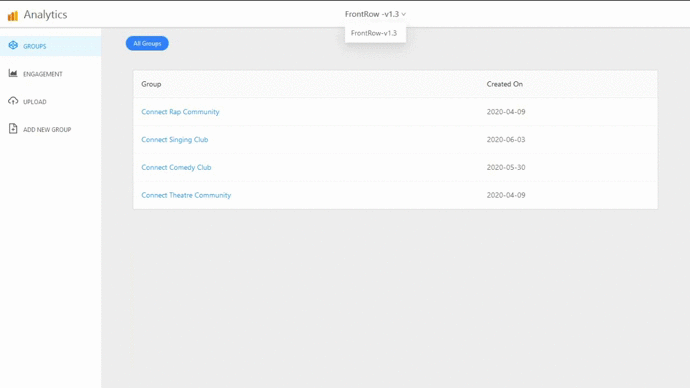 Analytics
FrontRow -v1.3
FrontRow-v1.3
GROUPS
ENGAGEMENT
UPLOAD
ADD NEW GROUP
All Groups
Group Created On
Connect Rap Community 2020-04-09
Connect Singing Club 2020-06-03
Connect Comedy Club 2020-05-30
Connect Theatre Community 2020-04-09